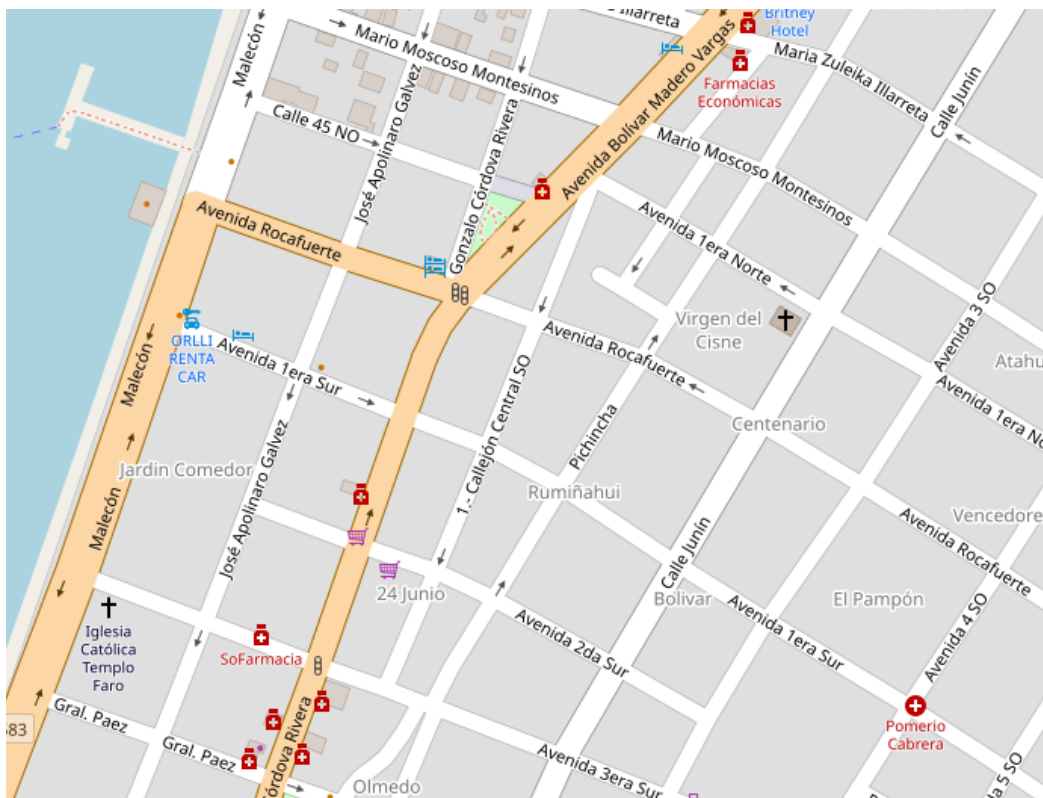 Illarreta
Britney
Hotel
Malecón
Mario Moscoso Montesinos
Avenida Bolívar Madero Vargas
Maria Zuleika Illarreta
Farmacias
Económicas
Calle Junín
Calle 45 NO
José Apolinaro Galvez
Gonzalo Córdova Rivera
Mario Moscoso Montesinos
Avenida Rocafuerte
Avenida 1era Norte
Virgen del
Cisne
Avenida 3 SO
Atahu
ORLLI
RENTA
CAR
Avenida 1era Sur
Avenida Rocafuerte
Malecón
Avenida 1era No
Centenario
Pichincha
1.- Callejón Central SO
Jardin Comedor
José Apolinaro Galvez
Rumiñahui
Malecón
Vencedore
Avenida Rocafuerte
Calle Junín
24 Junio
Bolivar
El Pampón
Avenida 2da Sur
Avenida 1era Sur
Avenida 4 SO
Iglesia
Católica
Templo
Faro
SoFarmacia
Gral. Paez
583
Gral. Paez
Córdova Rivera
Avenida 3era Sur
Pomerio
Cabrera
Olmedo
5 SO